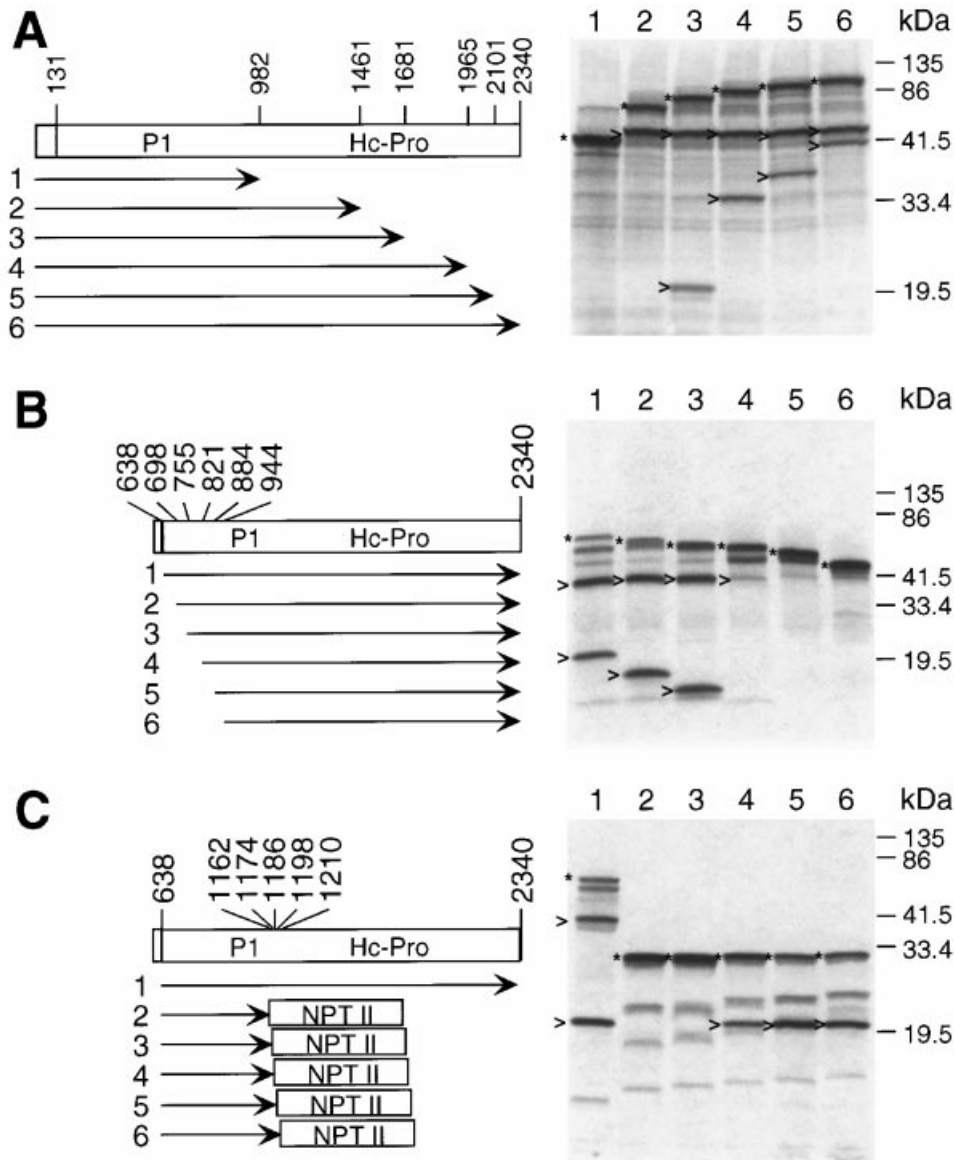 A
131 982 1461 1681 1965 2101 2340
P1 Hc-Pro
1
2
3
4
5
6
1 2 3 4 5 6 kDa
135
86
41.5
33.4
19.5
B
638 698 755 821 884 944 2340
P1 Hc-Pro
1
2
3
4
5
6
1 2 3 4 5 6 kDa
135
86
41.5
33.4
19.5
C
638 1162 1174 1186 1198 1210 2340
P1 Hc-Pro
1
2 NPT II
3 NPT II
4 NPT II
5 NPT II
6 NPT II
1 2 3 4 5 6 kDa
135
86
41.5
33.4
19.5